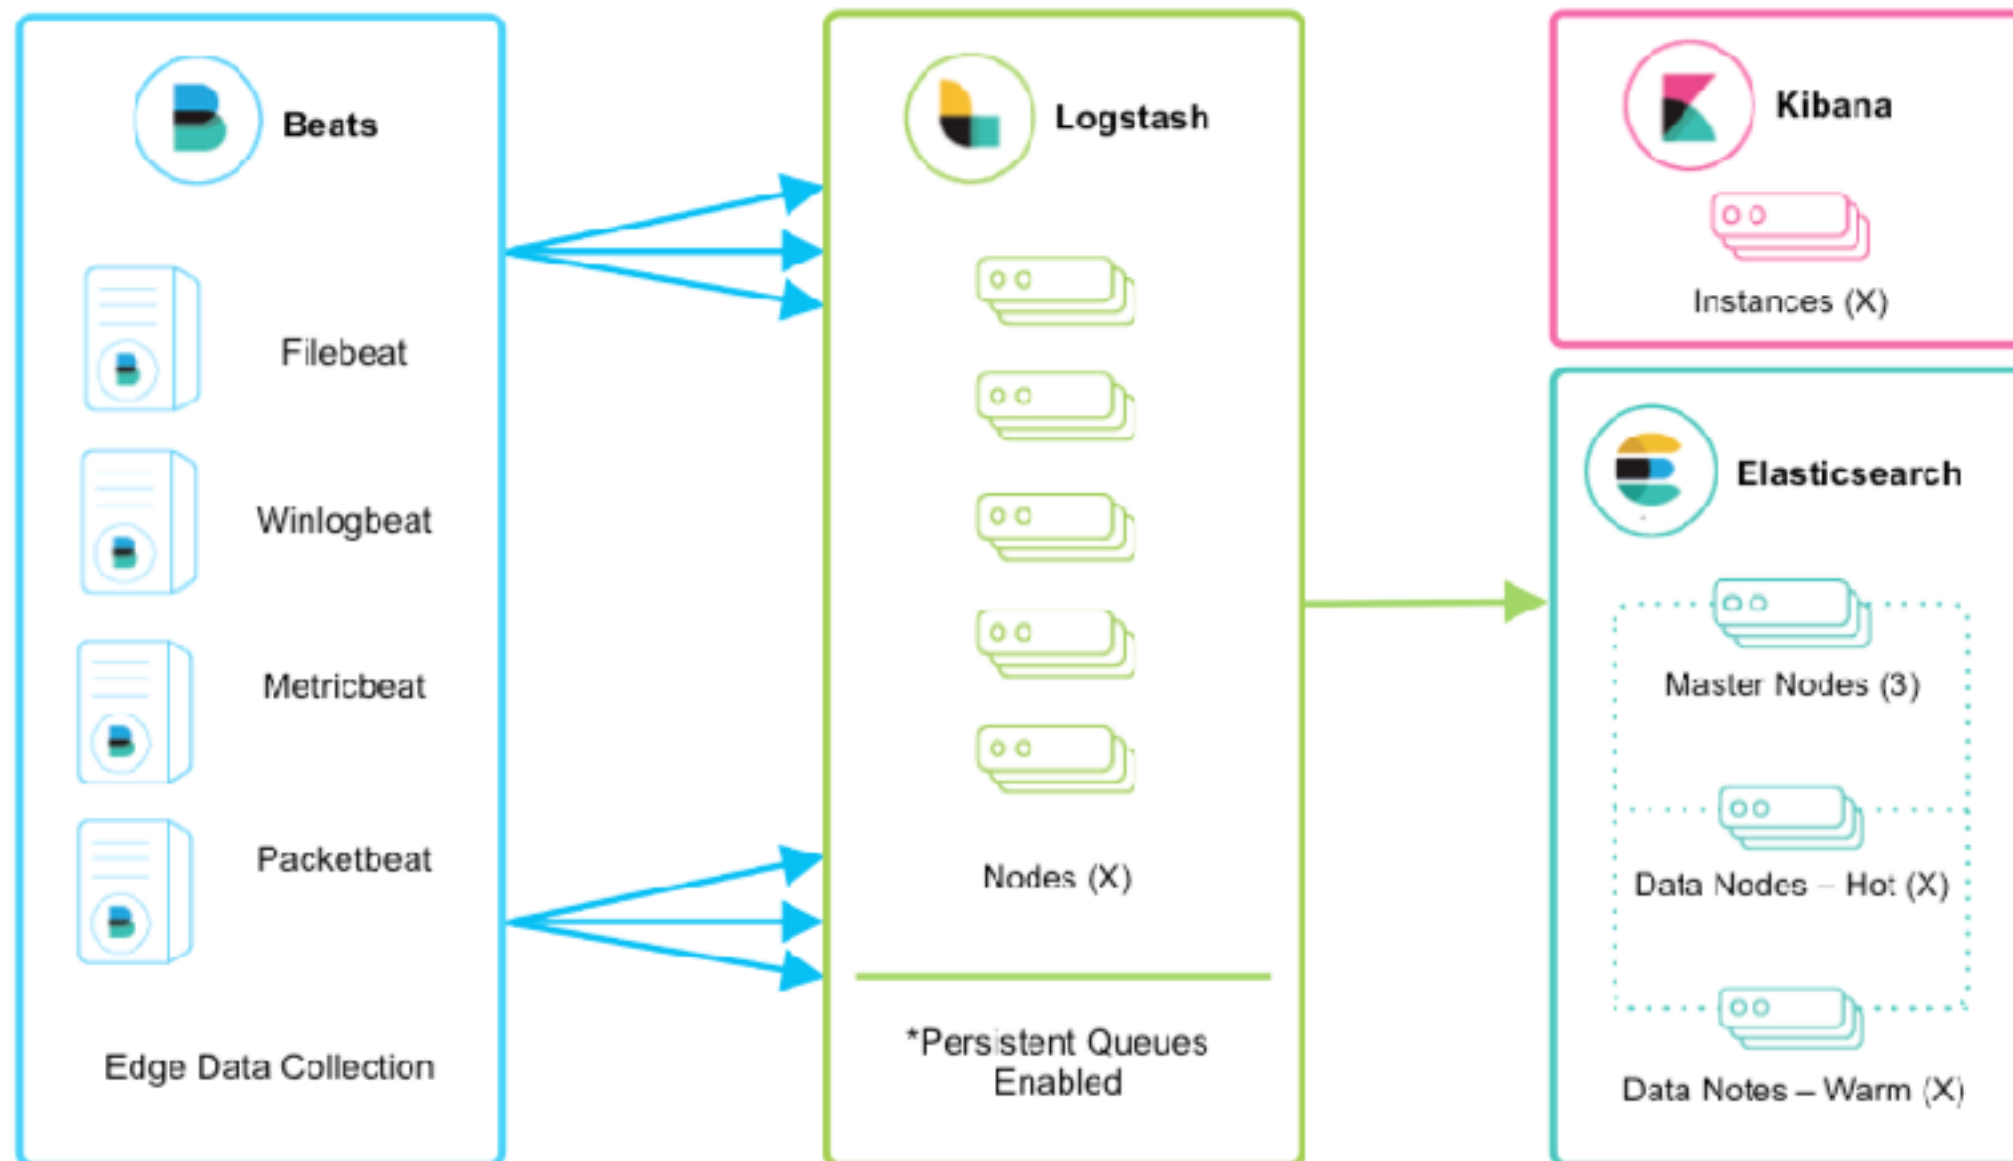 Beats
Filebeat
Winlogbeat
Metricbeat
Packetbeat
Edge Data Collection
Logstash
Nodes (X)
*Persistent Queues
Enabled
Kibana
Instances (X)
Elasticsearch
Master Nodes (3)
Data Nodes – Hot (X)
Data Notes – Warm (X)